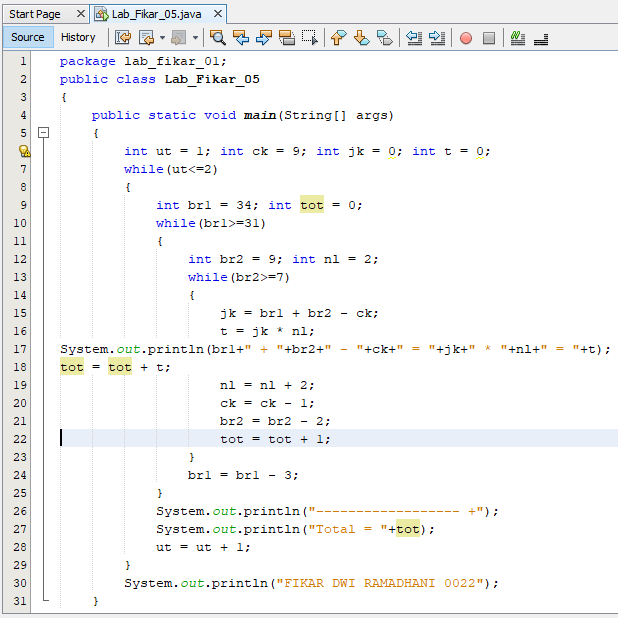 Start Page
Lab_Fikar_05.java
Source
History
1 package lab_fikar_01;
2 public class Lab_Fikar_05
3 {
4 public static void main(String[] args)
5 {
int ut = 1; int ck = 9; int jk = 0; int t = 0;
7 while(ut<=2)
8 {
9 int br1 = 34; int tot = 0;
10 while(br1>=31)
11 {
12 int br2 = 9; int nl = 2;
13 while(br2>=7)
14 {
15 jk = br1 + br2 - ck;
16 t = jk * nl;
17 System.out.println(br1+" + "+br2+" - "+ck+" = "+jk+" * "+nl+" = "+t);
18 tot = tot + t;
19 nl = nl + 2;
20 ck = ck - 1;
21 br2 = br2 - 2;
22 tot = tot + 1;
23 }
24 br1 = br1 - 3;
25 }
26 System.out.println("------------------ +");
27 System.out.println("Total = "+tot);
28 ut = ut + 1;
29 }
30 System.out.println("FIKAR DWI RAMADHANI 0022");
31 }